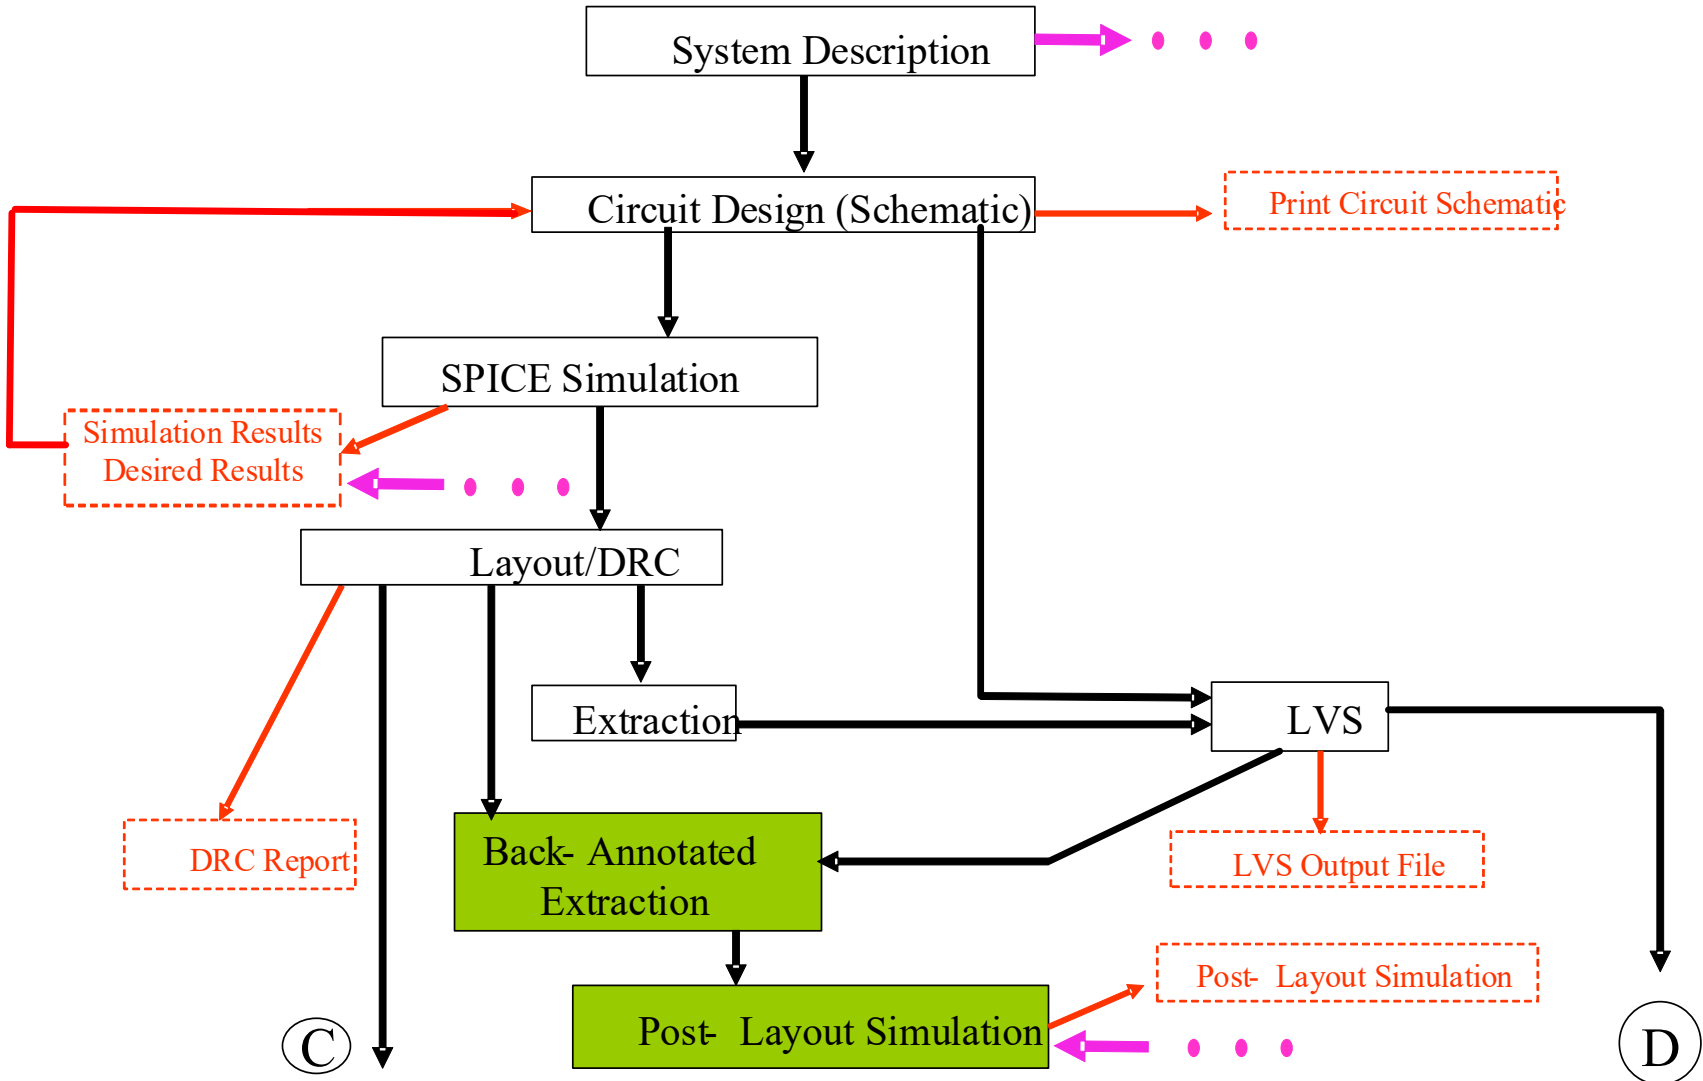 System Description
Circuit Design (Schematic)
Print Circuit Schematic
SPICE Simulation
Simulation Results
Desired Results
Layout/DRC
Extraction
LVS
Back- Annotated
Extraction
DRC Report
LVS Output File
Post- Layout Simulation
Post- Layout Simulation
C
D